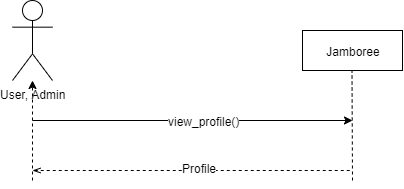 Jamboree
User, Admin
view_profile()
Profile